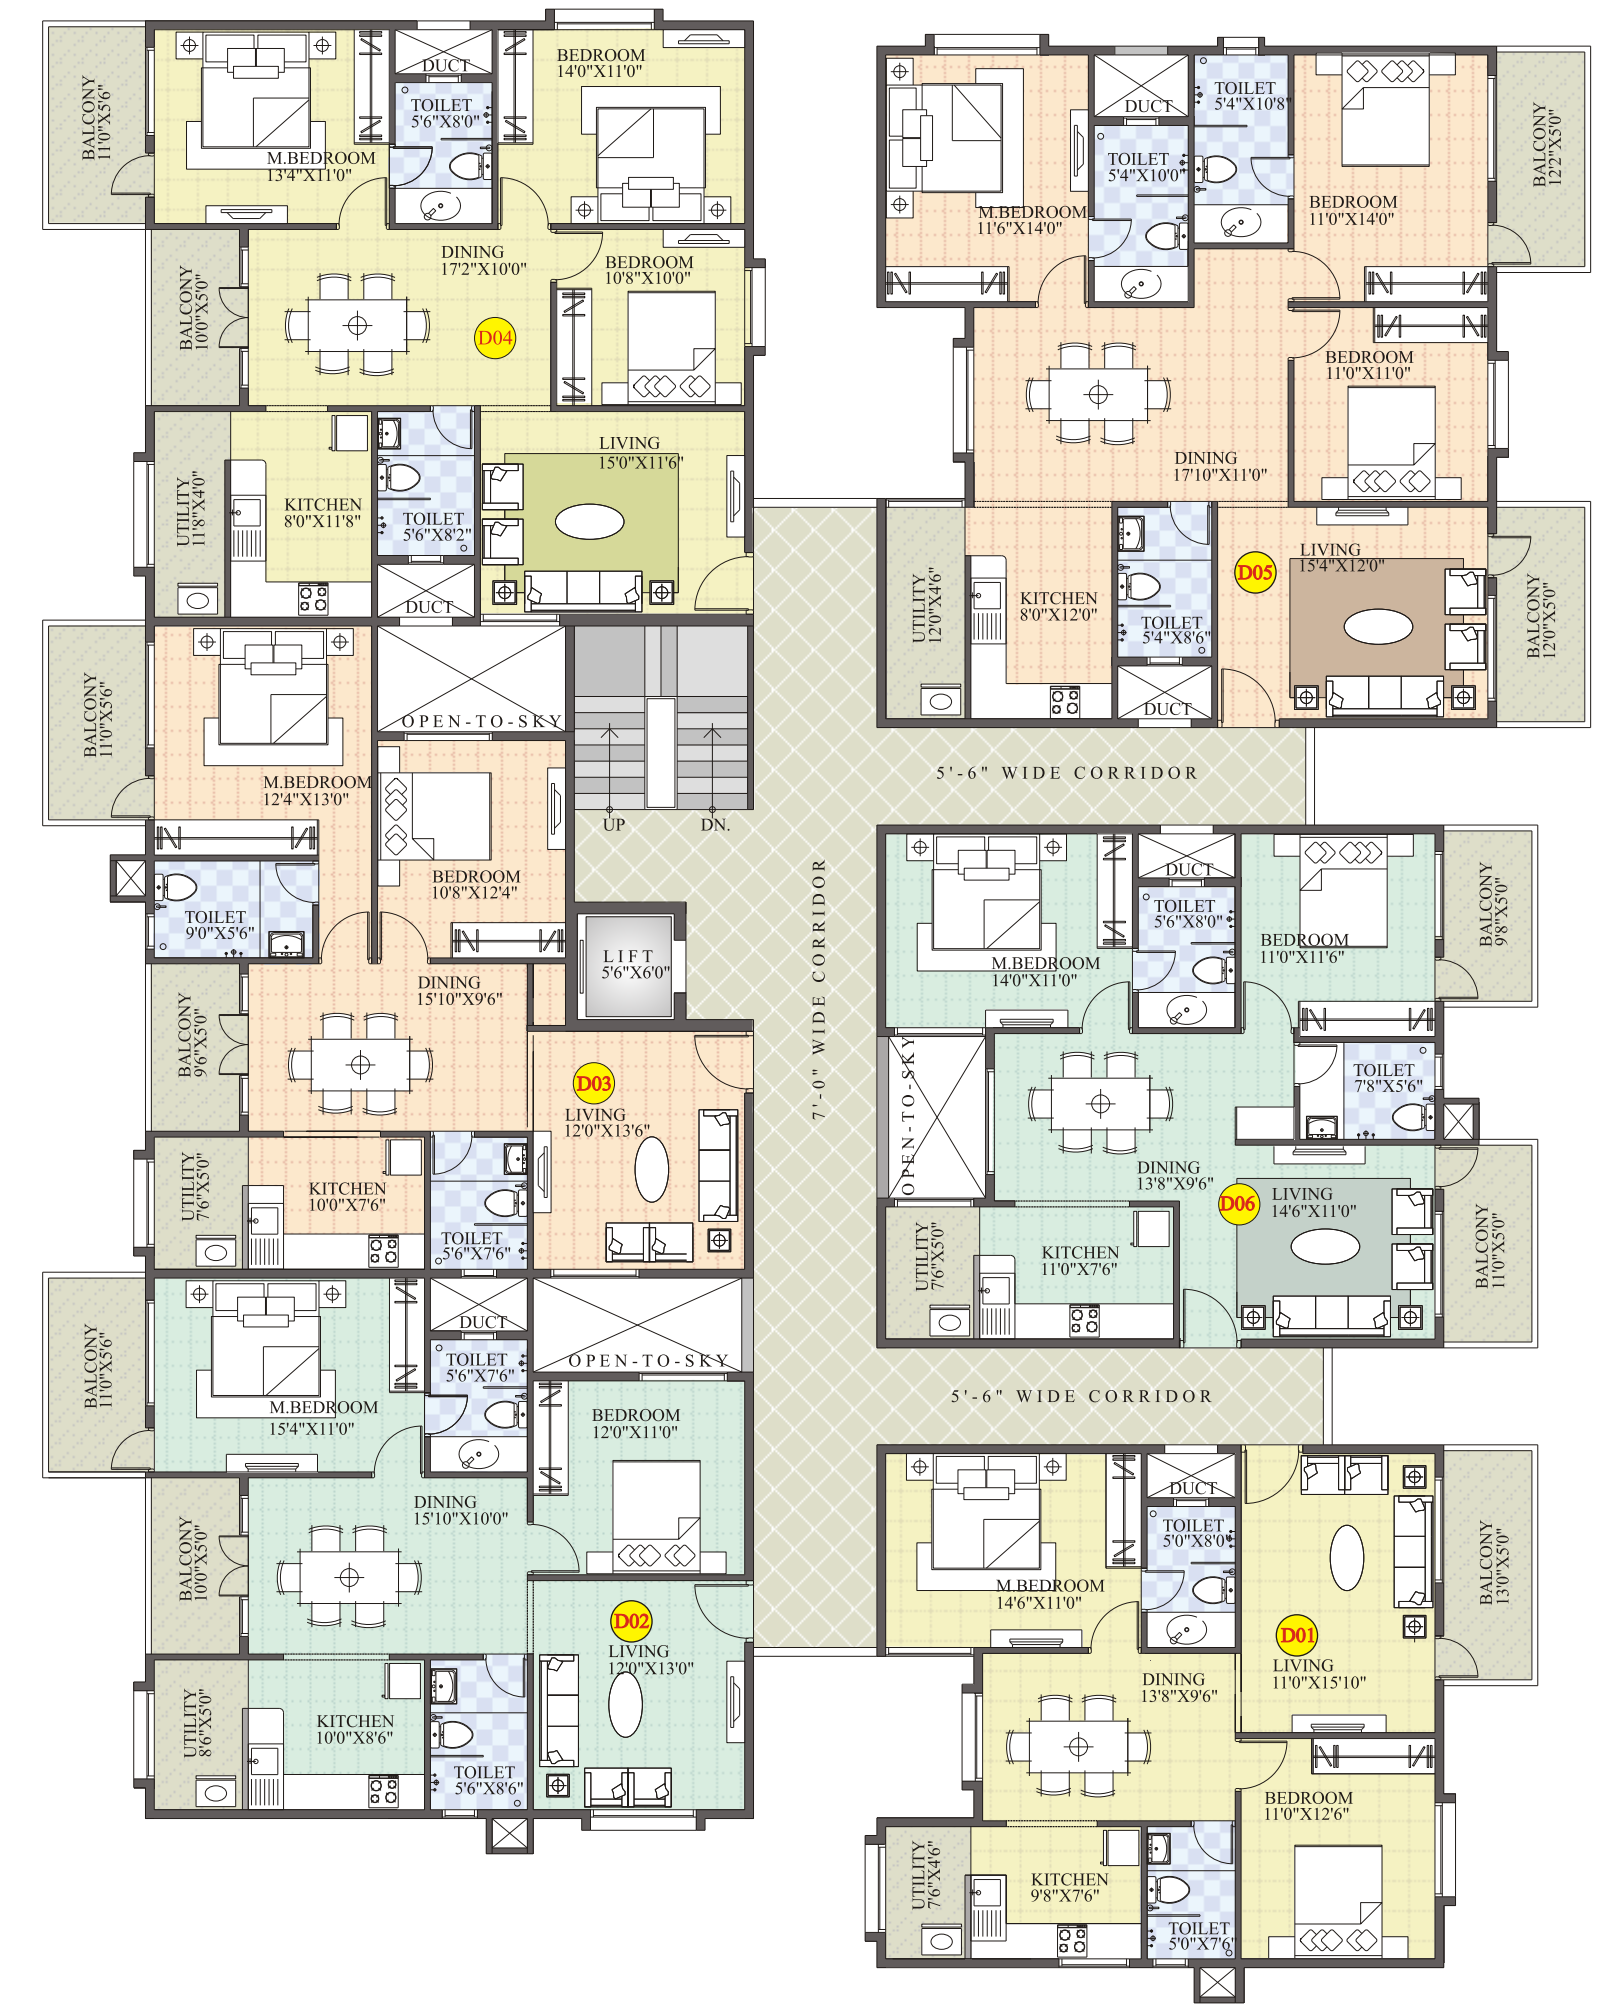 BALCONY
11'0"X5'6"
M.BEDROOM
13'4"X11'0"
DUCT
TOILET
5'6"X8'0"
BEDROOM
14'0"X11'0"
BALCONY
10'0"X5'0"
DINING
17'2"X10'0"
D04
BEDROOM
10'8"X10'0"
UTILITY
11'8"X4'0"
KITCHEN
8'0"X11'8"
TOILET
5'6"X8'2"
DUCT
LIVING
15'0"X11'6"
M.BEDROOM
11'6"X14'0"
DUCT
TOILET
5'4"X10'0"
TOILET
5'4"X10'8"
BEDROOM
11'0"X14'0"
BALCONY
12'2"X5'0"
DINING
17'10"X11'0"
BEDROOM
11'0"X11'0"
UTILITY
12'0"X4'6"
KITCHEN
8'0"X12'0"
TOILET
5'4"X8'6"
DUCT
D05
LIVING
15'4"X12'0"
BALCONY
12'0"X5'0"
BALCONY
11'0"X5'6"
M.BEDROOM
12'4"X13'0"
OPEN-TO-SKY
BEDROOM
10'8"X12'4"
UP
DN.
TOILET
9'0"X5'6"
LIFT
5'6"X6'0"
5'-6" WIDE CORRIDOR
7'-0" WIDE CORRIDOR
BALCONY
9'6"X5'0"
DINING
15'10"X9'6"
D03
LIVING
12'0"X13'6"
UTILITY
7'6"X5'0"
KITCHEN
10'0"X7'6"
TOILET
5'6"X7'6"
M.BEDROOM
14'0"X11'0"
DUCT
TOILET
5'6"X8'0"
BEDROOM
11'0"X11'6"
BALCONY
9'8"X5'0"
OPEN-TO-SKY
TOILET
7'8"X5'6"
DINING
13'8"X9'6"
D06
LIVING
14'6"X11'0"
UTILITY
7'6"X5'0"
KITCHEN
11'0"X7'6"
BALCONY
11'0"X5'0"
BALCONY
11'0"X5'6"
M.BEDROOM
15'4"X11'0"
DUCT
TOILET
5'6"X7'6"
OPEN-TO-SKY
BEDROOM
12'0"X11'0"
BALCONY
10'0"X5'0"
DINING
15'10"X10'0"
D02
LIVING
12'0"X13'0"
UTILITY
8'6"X5'0"
KITCHEN
10'0"X8'6"
TOILET
5'6"X8'6"
5'-6" WIDE CORRIDOR
M.BEDROOM
14'6"X11'0"
DUCT
TOILET
5'0"X8'0"
D01
LIVING
11'0"X15'10"
BALCONY
13'0"X5'0"
DINING
13'8"X9'6"
BEDROOM
11'0"X12'6"
UTILITY
7'6"X4'6"
KITCHEN
9'8"X7'6"
TOILET
5'0"X7'6"